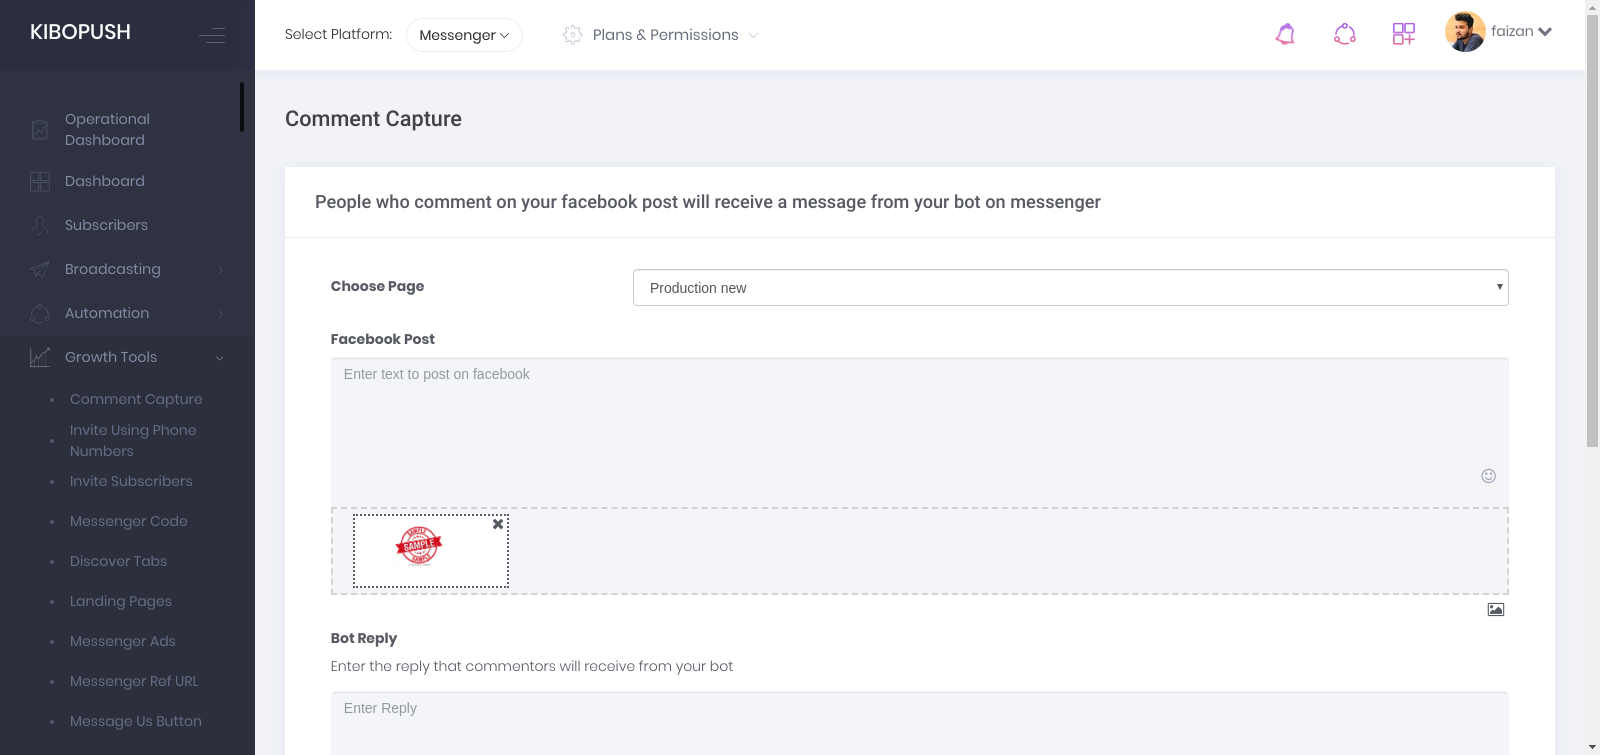 KIBOPUSH
Select Platform: Messenger
Plans & Permissions
faizan
Operational
Dashboard
Dashboard
Subscribers
Broadcasting
Automation
Growth Tools
Comment Capture
Invite Using Phone
Numbers
Invite Subscribers
Messenger Code
Discover Tabs
Landing Pages
Messenger Ads
Messenger Ref URL
Message Us Button
Comment Capture
People who comment on your facebook post will receive a message from your bot on messenger
Choose Page
Production new
Facebook Post
Enter text to post on facebook
SAMPLE
SAMPLE
SAMPLE
Bot Reply
Enter the reply that commentors will receive from your bot
Enter Reply